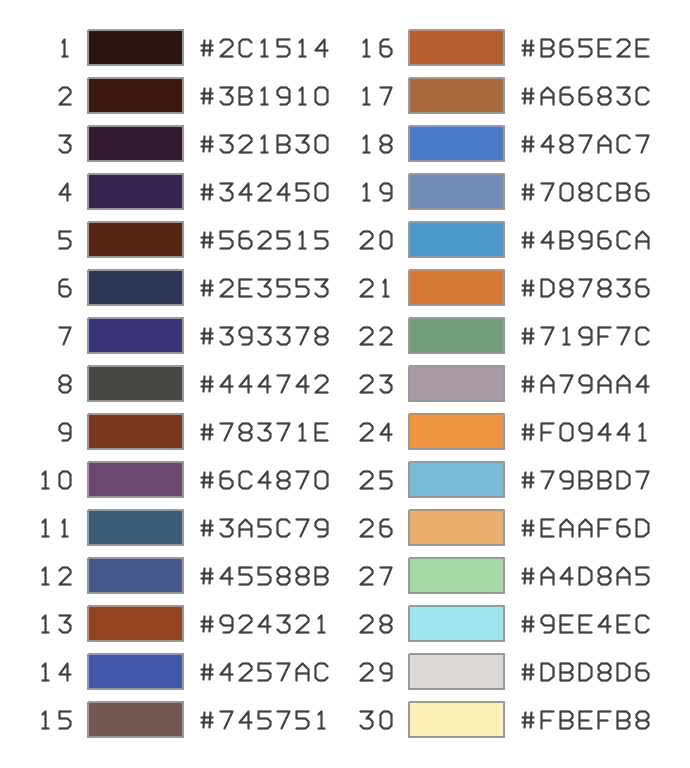 1 #2C1514
2 #3B1910
3 #321B30
4 #342450
5 #562515
6 #2E3553
7 #393378
8 #444742
9 #78371E
10 #6C4870
11 #3A5C79
12 #45588B
13 #924321
14 #4257AC
15 #745751
16 #B65E2E
17 #A6683C
18 #487AC7
19 #708CB6
20 #4B96CA
21 #D87836
22 #719F7C
23 #A79AA4
24 #F09441
25 #79BBD7
26 #EAAF6D
27 #A4D8A5
28 #9EE4EC
29 #DBD8D6
30 #FBEFB8